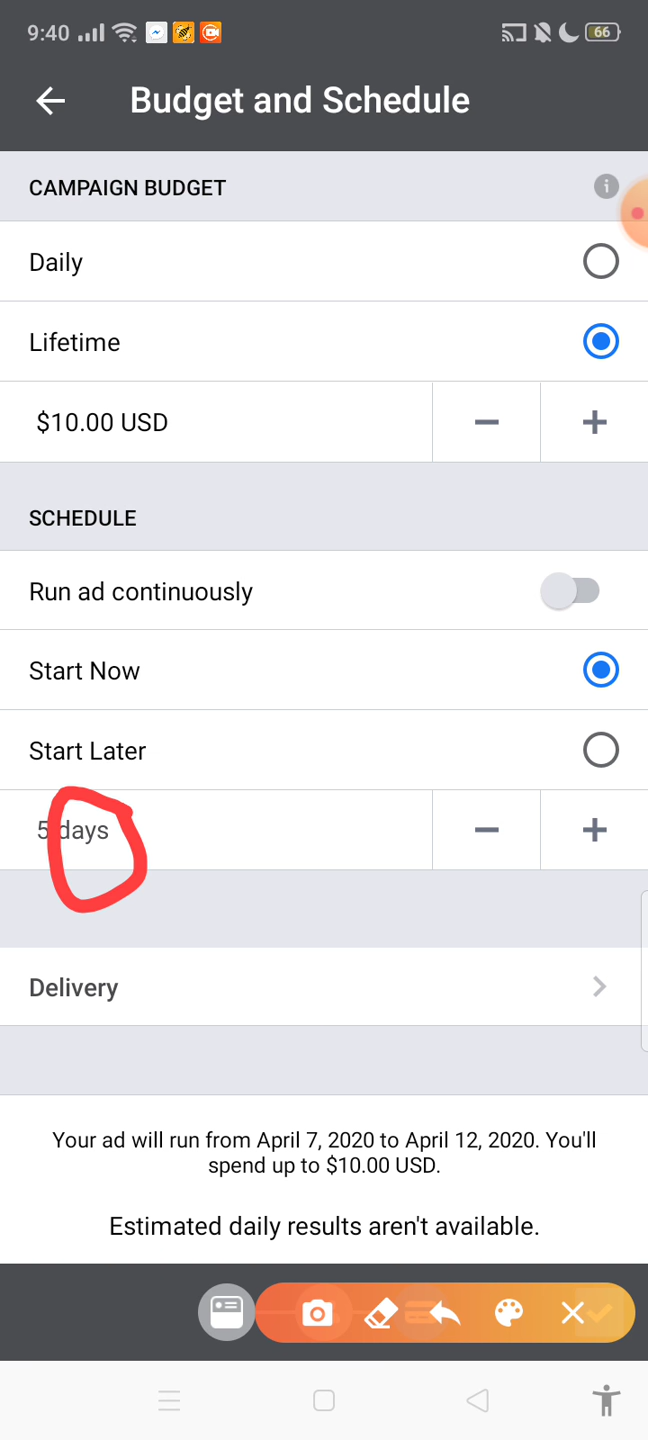 9:40
66
Budget and Schedule
CAMPAIGN BUDGET
Daily
Lifetime
$10.00 USD
SCHEDULE
Run ad continuously
Start Now
Start Later
5 days
Delivery
Your ad will run from April 7, 2020 to April 12, 2020. You'll
spend up to $10.00 USD.
Estimated daily results aren't available.